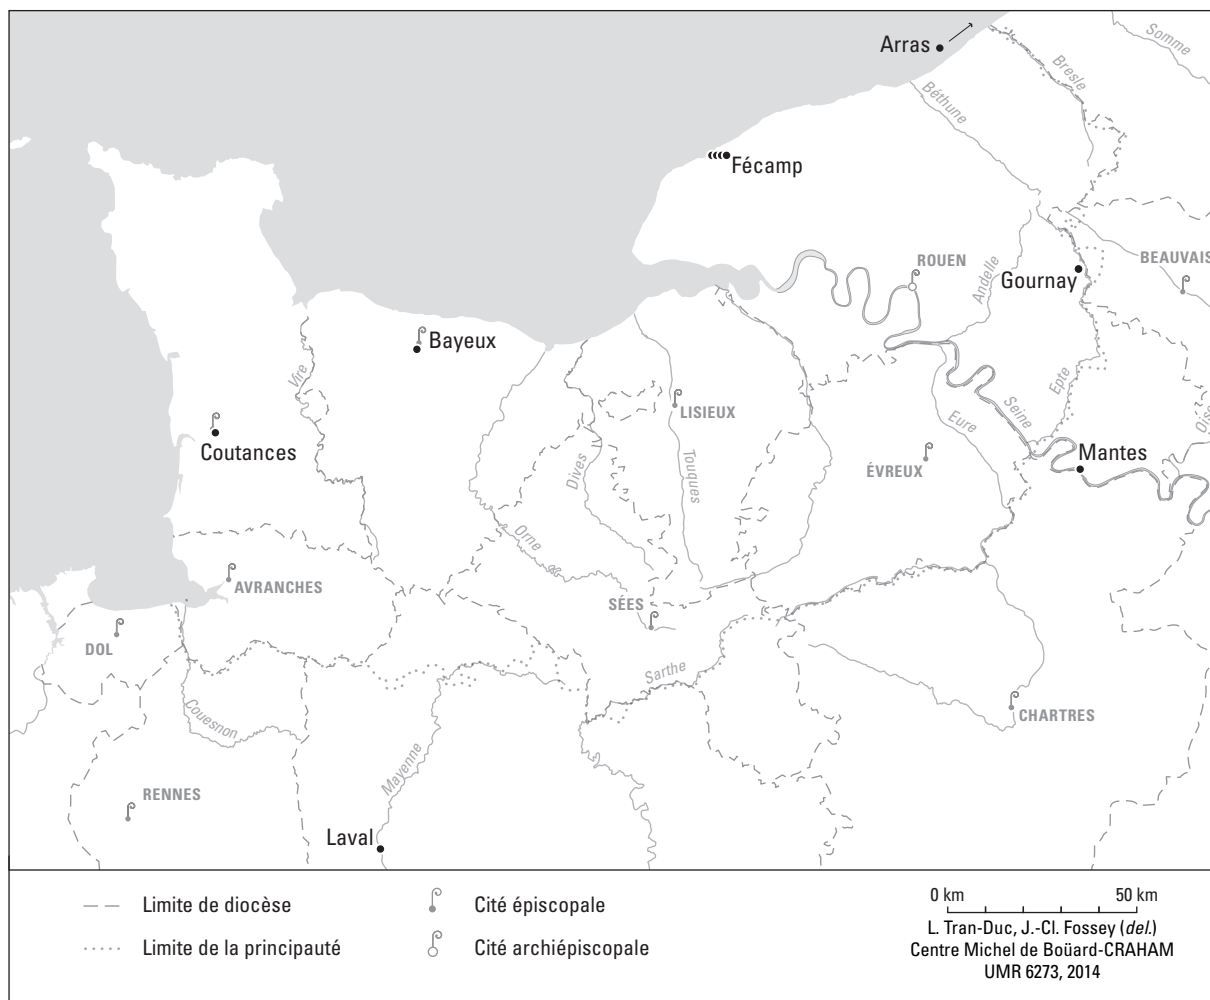 Arras
Somme
Bresle
Béthune
Fécamp
ROUEN
BEAUVAIS
Andelle
Gournay
Bayeux
Vire
LISIEUX
Epte
Seine
Eure
Coutances
Mantes
ÉVREUX
Dives
Touques
Orne
AVRANCHES
SÉES
DOL
Sarthe
Couesnon
CHARTRES
Mayenne
RENNES
Laval
Limite de diocèse
Cité épiscopale
0 km 50 km
Limite de la principauté
Cité archiépiscopale
L. Tran-Duc, J.-Cl. Fossey (del.)
Centre Michel de Boüard-CRAHAM
UMR 6273, 2014